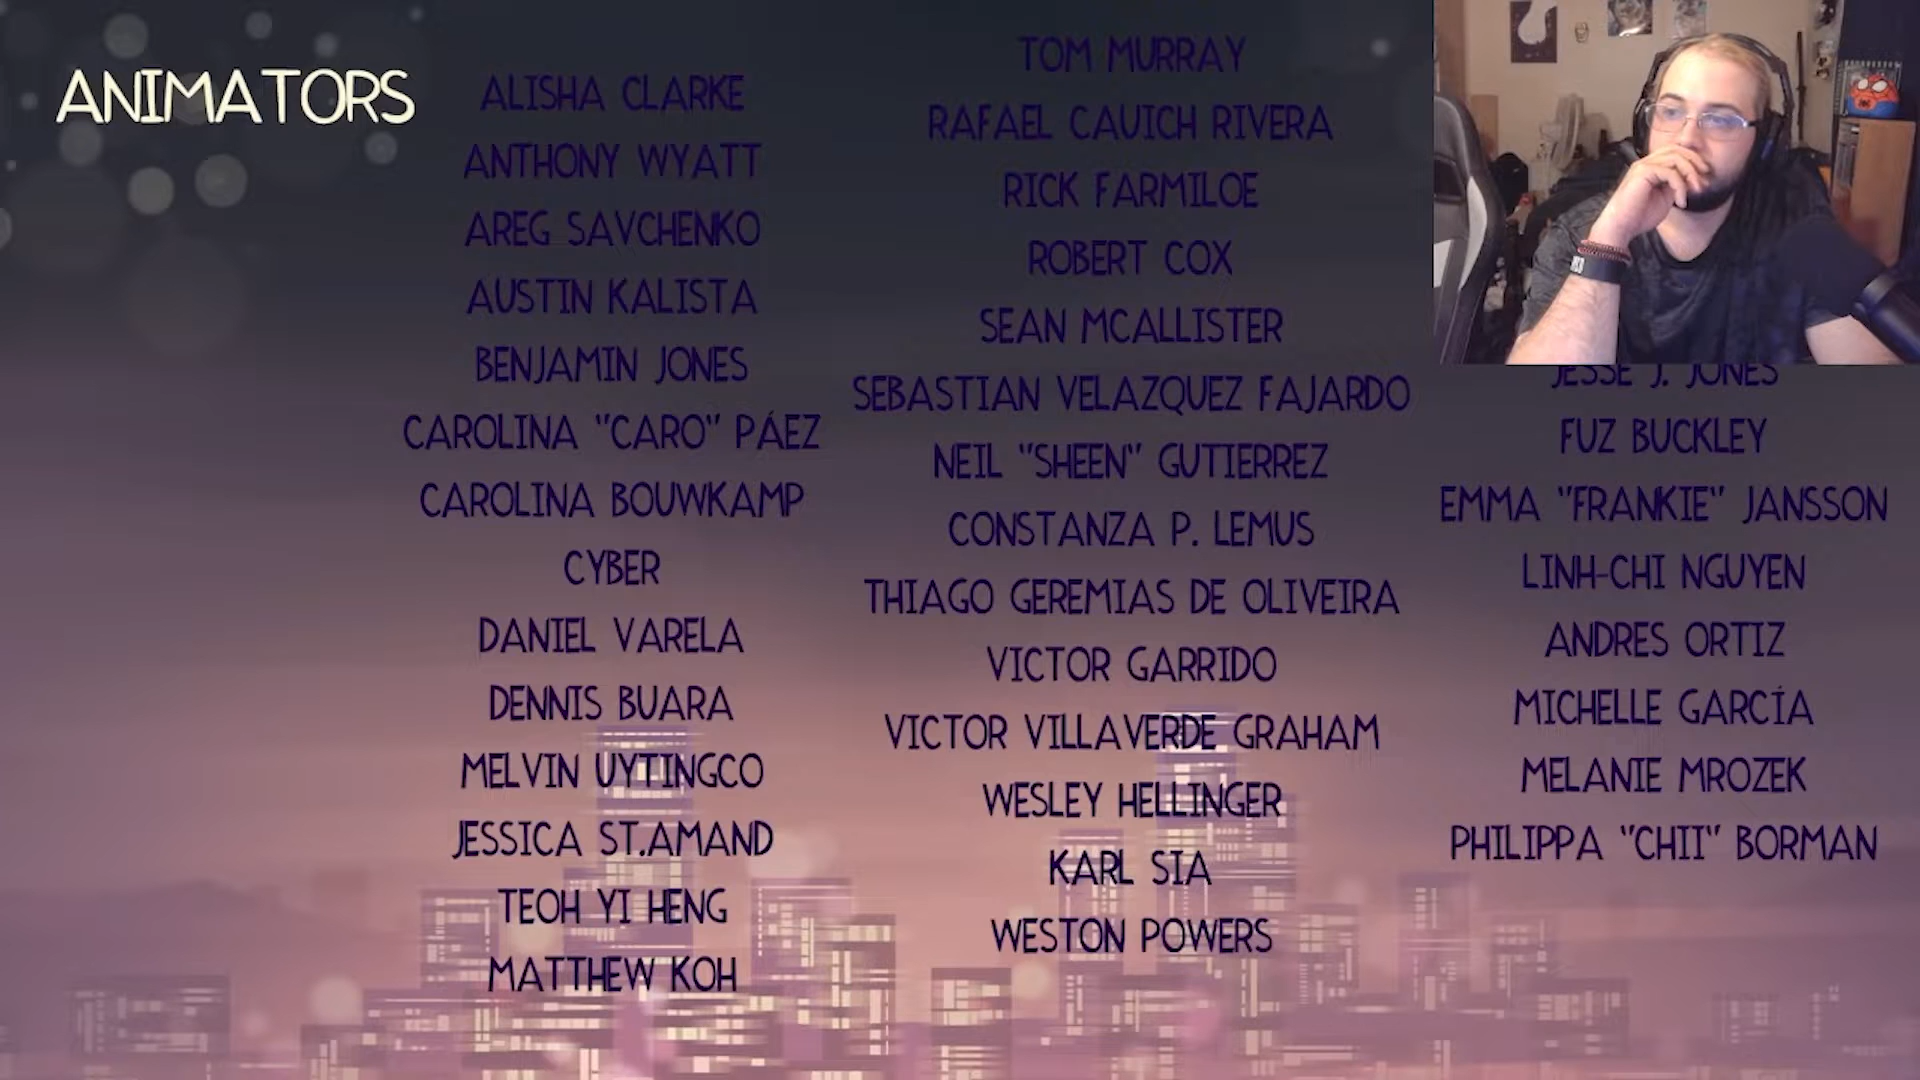 ANIMATORS
ALISHA CLARKE
ANTHONY WYATT
AREG SAVCHENKO
AUSTIN KALISTA
BENJAMIN JONES
CAROLINA "CARO" PÁEZ
CAROLINA BOUWKAMP
CYBER
DANIEL VARELA
DENNIS BUARA
MELVIN UYTINGCO
JESSICA ST.AMAND
TEOH YI HENG
MATTHEW KOH
TOM MURRAY
RAFAEL CAUICH RIVERA
RICK FARMILOE
ROBERT COX
SEAN MCALLISTER
SEBASTIAN VELAZQUEZ FAJARDO
NEIL "SHEEN" GUTIERREZ
CONSTANZA P. LEMUS
THIAGO GEREMIAS DE OLIVEIRA
VICTOR GARRIDO
VICTOR VILLAVERDE GRAHAM
WESLEY HELLINGER
KARL SIA
WESTON POWERS
JESSE J. JONES
FUZ BUCKLEY
EMMA "FRANKIE" JANSSON
LINH-CHI NGUYEN
ANDRES ORTIZ
MICHELLE GARCÍA
MELANIE MROZEK
PHILIPPA "CHII" BORMAN